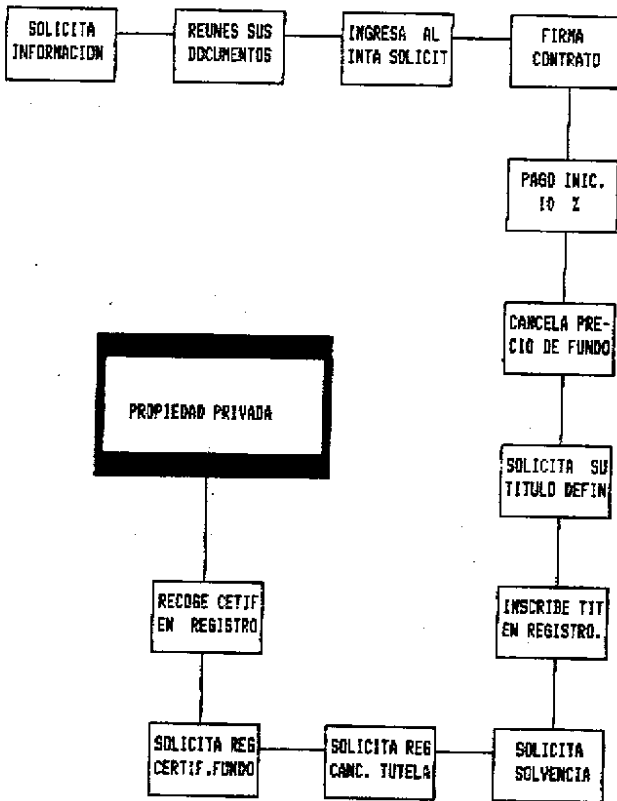 SOLICITA
INFORMACION
REUNES SUS
DOCUMENTOS
INGRESA AL
INTA SOLICIT
FIRMA
CONTRATO
PAGO INIC.
10 %
CANCELA PRE-
CIO DE FUNDO
SOLICITA SU
TITULO DEFIN
INSCRIBE TIT
EN REGISTRO.
SOLICITA
SOLVENCIA
SOLICITA REG
CANC. TUTELA
SOLICITA REG
CERTIF.FONDO
RECOGE CETIF
EN REGISTRO
PROPIEDAD PRIVADA